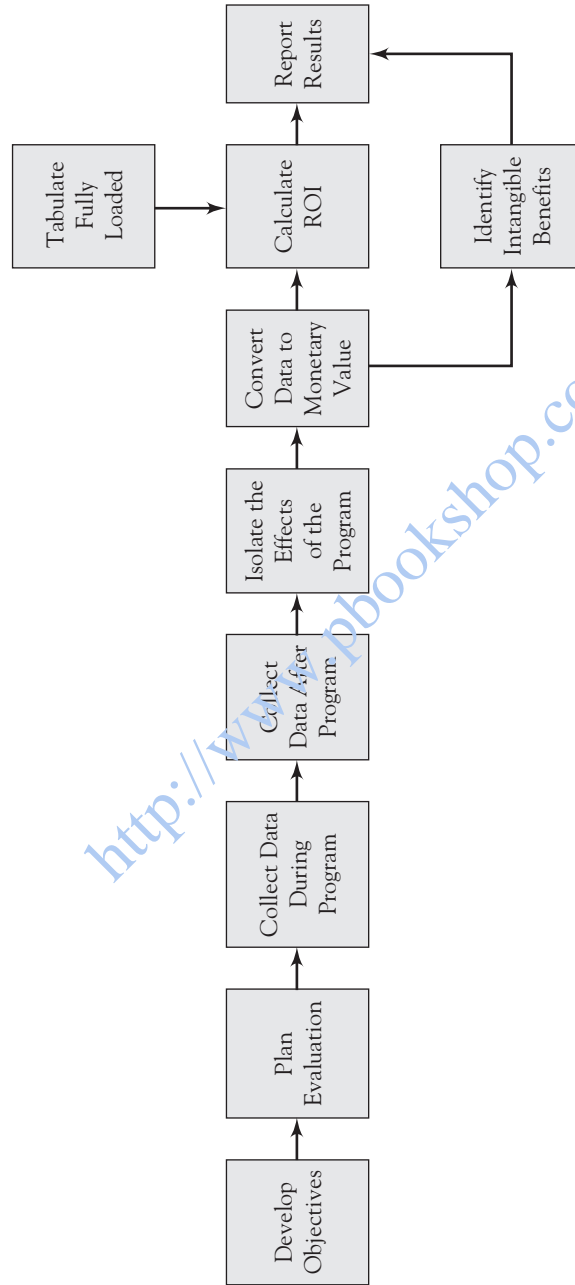 Develop
Objectives
Plan
Evaluation
Collect Data
During
Program
Collect
Data After
Program
Isolate the
Effects
of the
Program
Convert
Data to
Monetary
Value
Tabulate
Fully
Loaded
Calculate
ROI
Identify
Intangible
Benefits
Report
Results
http://www.pbookshop.co